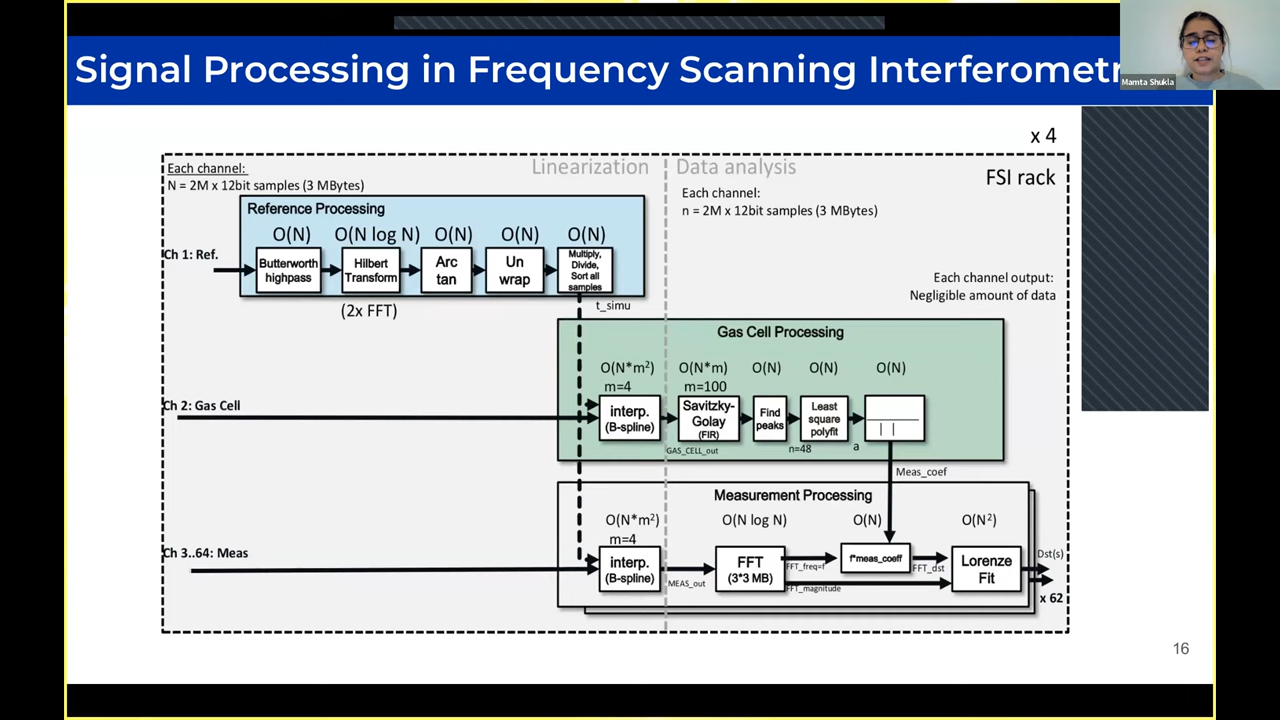 Signal Processing in Frequency Scanning Interferometr
Mamta Shukla
x 4
Each channel:
N = 2M x 12bit samples (3 MBytes)
Linearization
Data analysis
FSI rack
Each channel:
n = 2M x 12bit samples (3 MBytes)
Reference Processing
O(N)
O(N log N)
O(N)
O(N)
O(N)
Ch 1: Ref.
Butterworth
highpass
Hilbert
Transform
Arc
tan
Un
wrap
Multiply,
Divide,
Sort all
samples
(2x FFT)
t_simu
Each channel output:
Negligible amount of data
Gas Cell Processing
O(N*m²)
m=4
O(N*m)
m=100
O(N)
O(N)
O(N)
Ch 2: Gas Cell
interp.
(B-spline)
Savitzky-
Golay
(FIR)
Find
peaks
Least
square
polyfit
GAS_CELL_out
n=48
a
Meas_coef
Measurement Processing
O(N*m²)
m=4
O(N log N)
O(N)
O(N²)
Ch 3..64: Meas
interp.
(B-spline)
MEAS_out
FFT
(3*3 MB)
FFT_freq=f
FFT_magnitude
f*meas_coeff
FFT_dst
Lorenze
Fit
Dst(s)
x 62
16